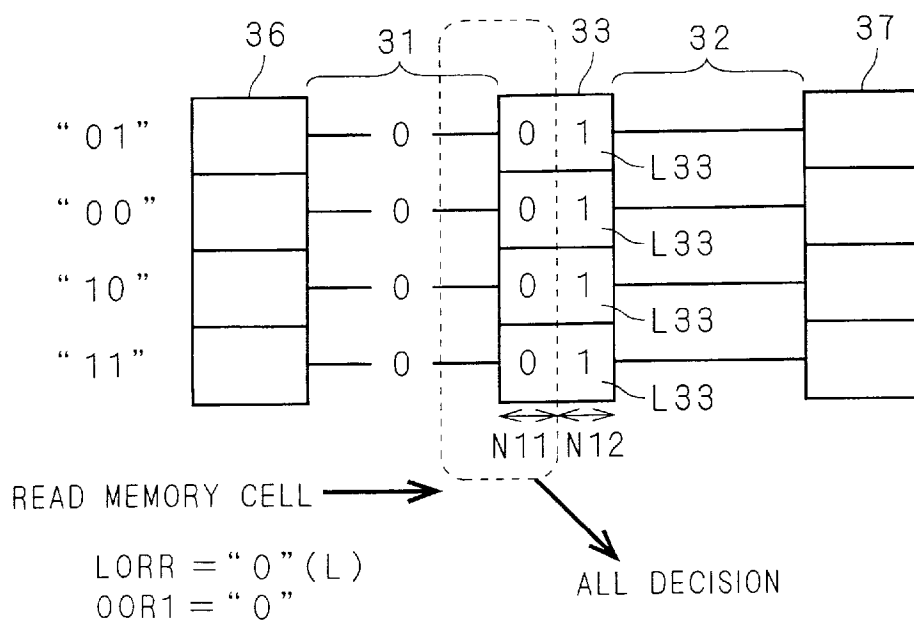 36 31 33 32 37
“01” 0 0 1 L33
“00” 0 0 1 L33
“10” 0 0 1 L33
“11” 0 0 1 L33
N11 N12
READ MEMORY CELL
LORR = “0” (L)
OOR1 = “0”
ALL DECISION